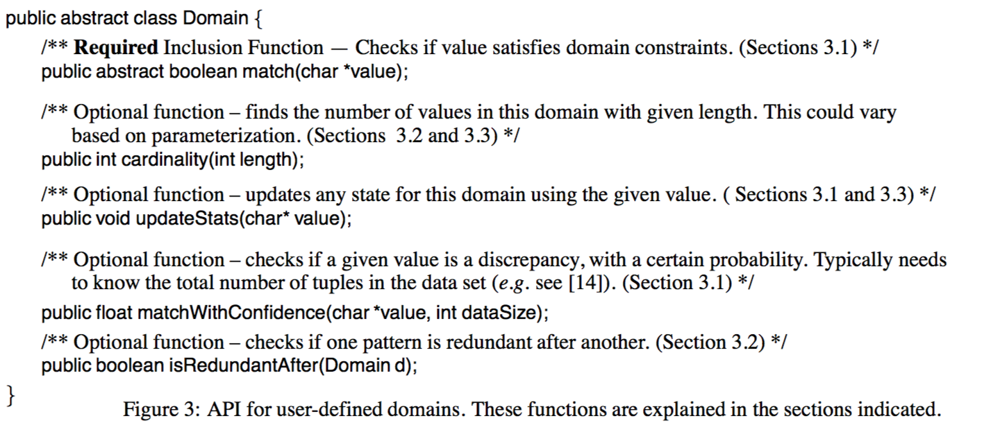 public abstract class Domain {
/** Required Inclusion Function — Checks if value satisfies domain constraints. (Sections 3.1) */
public abstract boolean match(char *value);
/** Optional function – finds the number of values in this domain with given length. This could vary
based on parameterization. (Sections 3.2 and 3.3) */
public int cardinality(int length);
/** Optional function – updates any state for this domain using the given value. ( Sections 3.1 and 3.3) */
public void updateStats(char* value);
/** Optional function – checks if a given value is a discrepancy, with a certain probability. Typically needs
to know the total number of tuples in the data set (e.g. see [14]). (Section 3.1) */
public float matchWithConfidence(char *value, int dataSize);
/** Optional function – checks if one pattern is redundant after another. (Section 3.2) */
public boolean isRedundantAfter(Domain d);
}
Figure 3: API for user-defined domains. These functions are explained in the sections indicated.